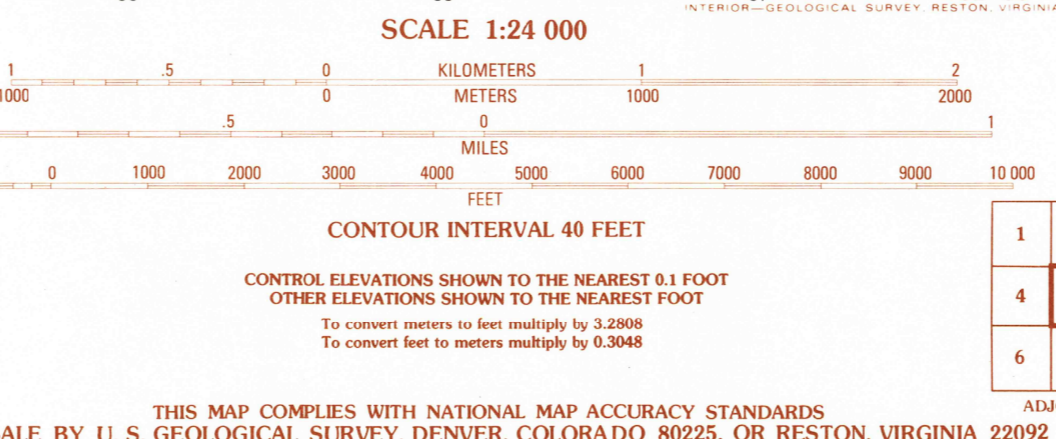 INTERIOR—GEOLOGICAL SURVEY, RESTON, VIRGINIA
SCALE 1:24 000
1 .5 0 KILOMETERS 1 2
1000 0 METERS 1000 2000
.5 0 1
MILES
0 1000 2000 3000 4000 5000 6000 7000 8000 9000 10 000
FEET
CONTOUR INTERVAL 40 FEET
1
CONTROL ELEVATIONS SHOWN TO THE NEAREST 0.1 FOOT
OTHER ELEVATIONS SHOWN TO THE NEAREST FOOT
4
To convert meters to feet multiply by 3.2808
To convert feet to meters multiply by 0.3048
6
THIS MAP COMPLIES WITH NATIONAL MAP ACCURACY STANDARDS
ADJ
ALE BY U. S. GEOLOGICAL SURVEY, DENVER, COLORADO 80225, OR RESTON, VIRGINIA 22092